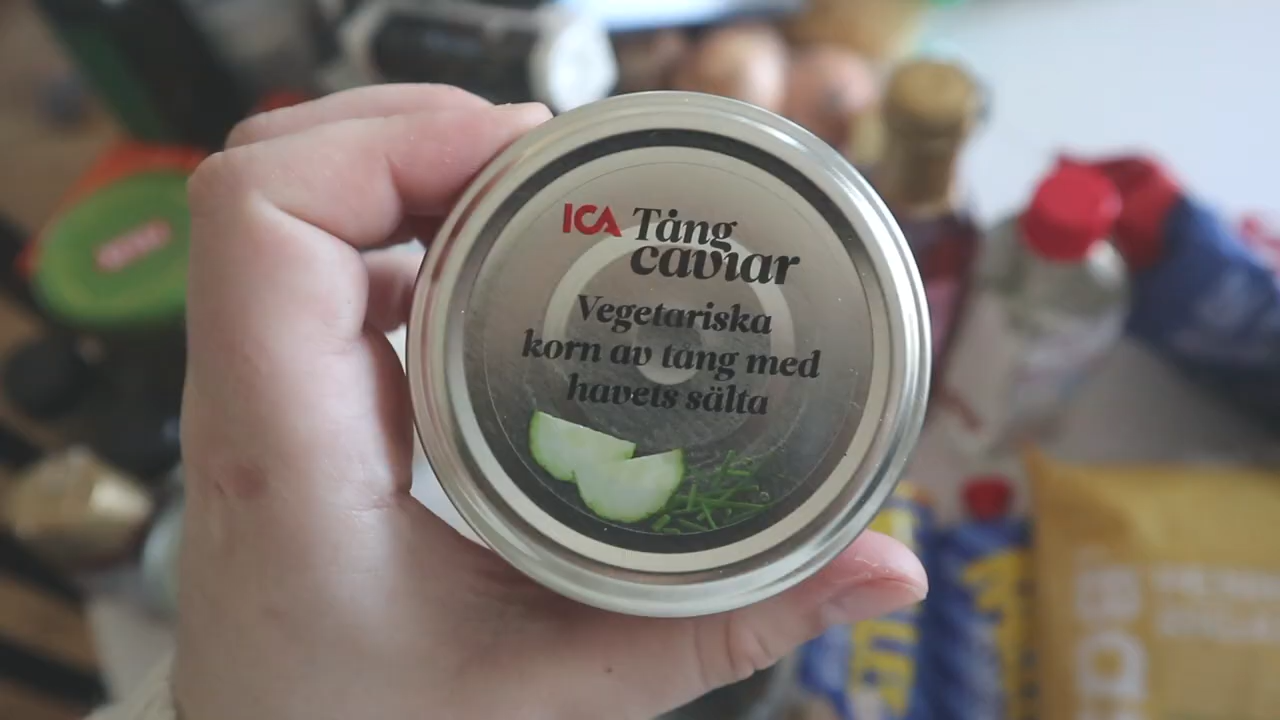 ICA Tång
caviar
Vegetariska
korn av tång med
havets sälta